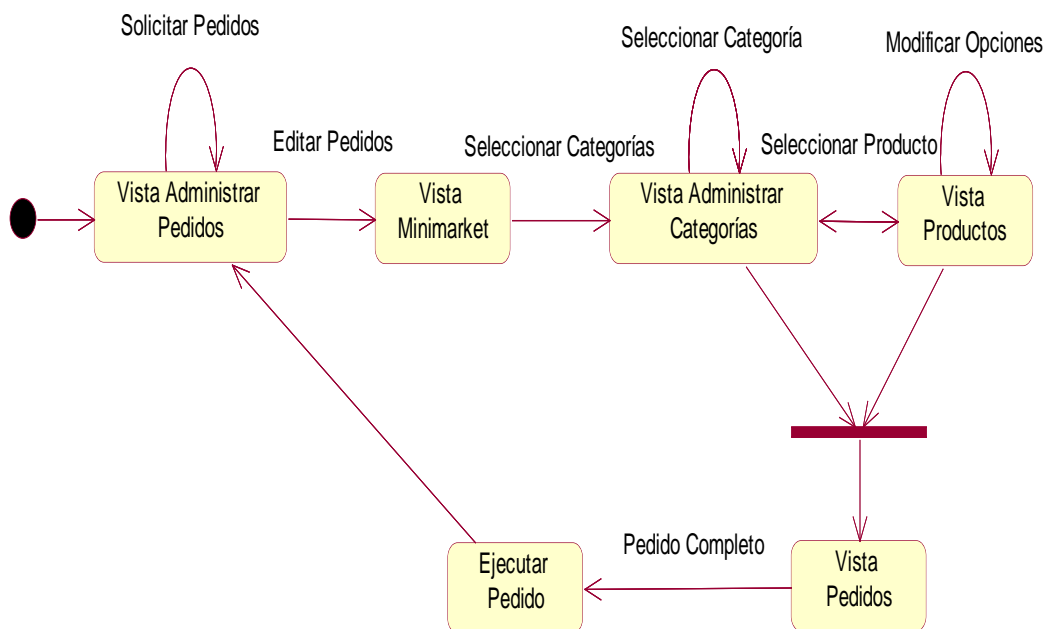 Solicitar Pedidos
Seleccionar Categoría
Modificar Opciones
Editar Pedidos
Seleccionar Categorías
Seleccionar Producto
Vista Administrar
Pedidos
Vista
Minimarket
Vista Administrar
Categorías
Vista
Productos
Pedido Completo
Ejecutar
Pedido
Vista
Pedidos